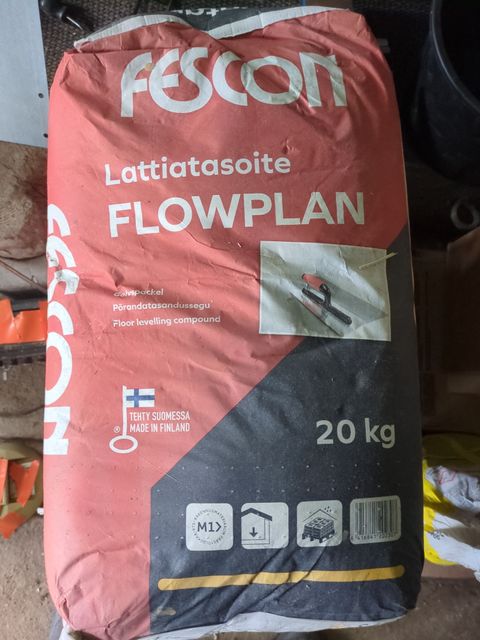 FESCON
Lattiatasoite
FLOWPLAN
Põrandatasandussegu
Floor levelling compound
FESCON
TEHTY SUOMESSA
MADE IN FINLAND
20 kg
M1